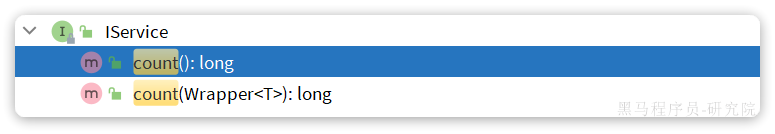 I IService
m count(): long
m count(Wrapper<T>): long
黑马程序员-研究院